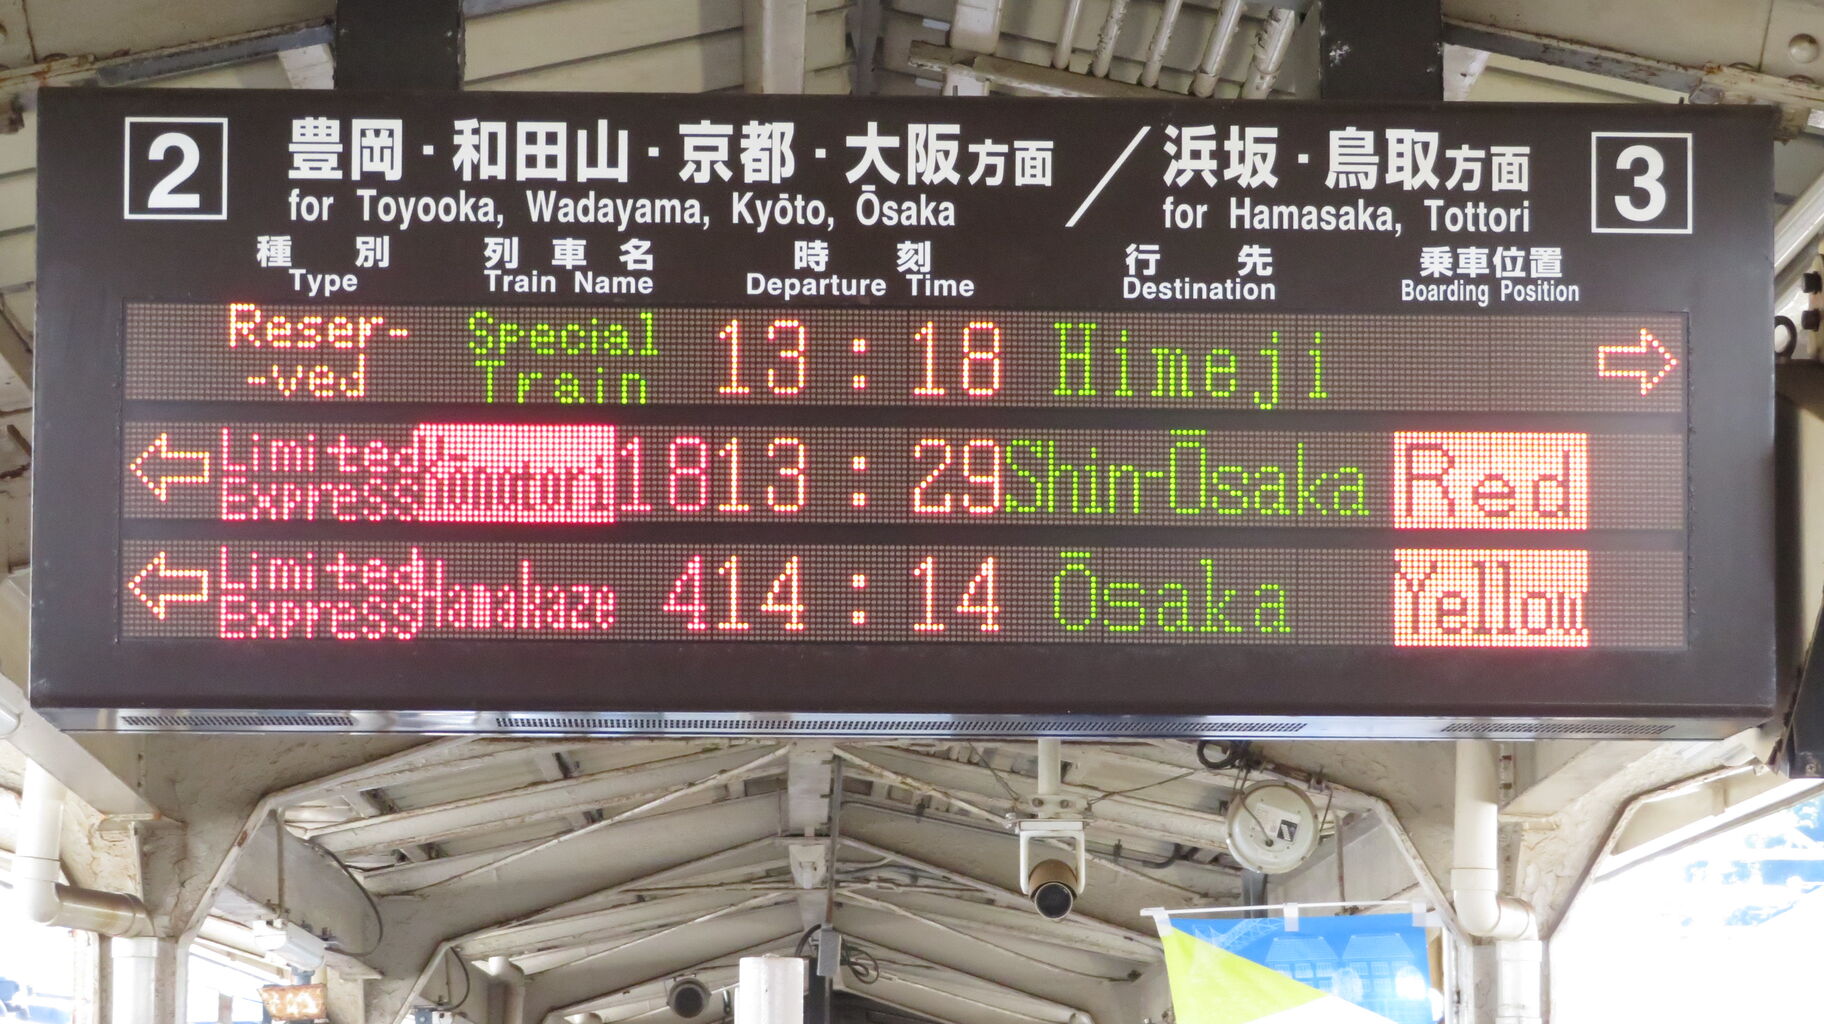 2 豊岡・和田山・京都・大阪方面 / 浜坂・鳥取方面 3
for Toyooka, Wadayama, Kyōto, Ōsaka for Hamasaka, Tottori
種別 列車名 時刻 行先 乗車位置
Type Train Name Departure Time Destination Boarding Position
Reser- Special 13:18 Himeji →
-ved Train
← Limited Kōnotori 18 13:29 Shin-Ōsaka Red
Express
← Limited Hamakaze 4 14:14 Ōsaka Yellow
Express